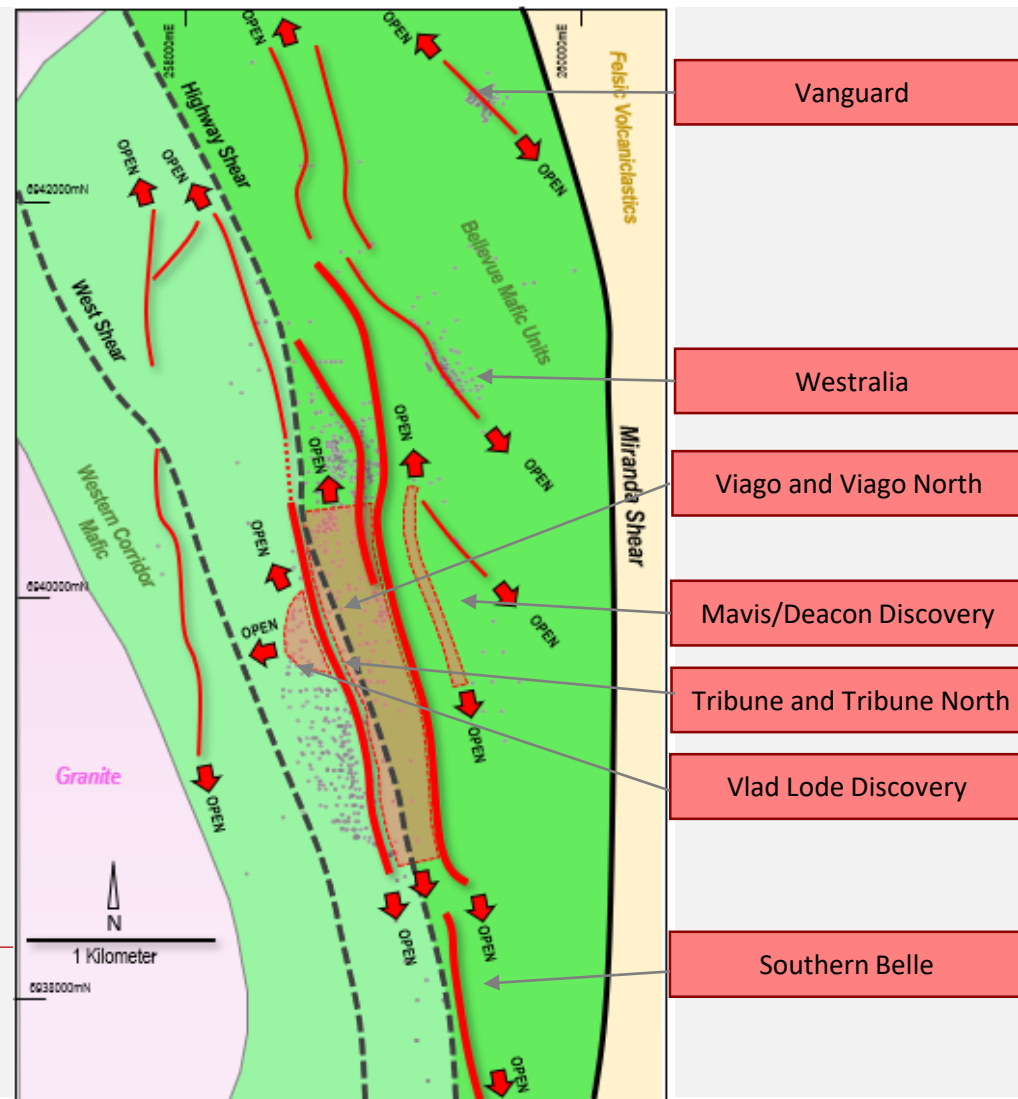 OPEN
258000mE
OPEN
260000mE
Felsic Volcaniclastics
Vanguard
Highway Shear
OPEN
OPEN
OPEN
6942000mN
Bellevue Mafic Units
West Shear
Westralia
OPEN
OPEN
OPEN
Miranda Shear
Viago and Viago North
Western Corridor
Mafic
OPEN
6940000mN
Mavis/Deacon Discovery
OPEN
OPEN
Tribune and Tribune North
OPEN
Granite
Vlad Lode Discovery
OPEN
N
1 Kilometer
OPEN
OPEN
Southern Belle
6938000mN
OPEN